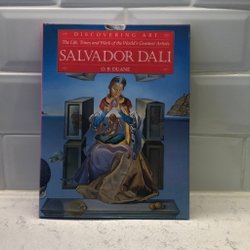 DISCOVERING ART
The Life, Times and Work of the World's Greatest Artists
SALVADOR DALI
O. B. DUANE